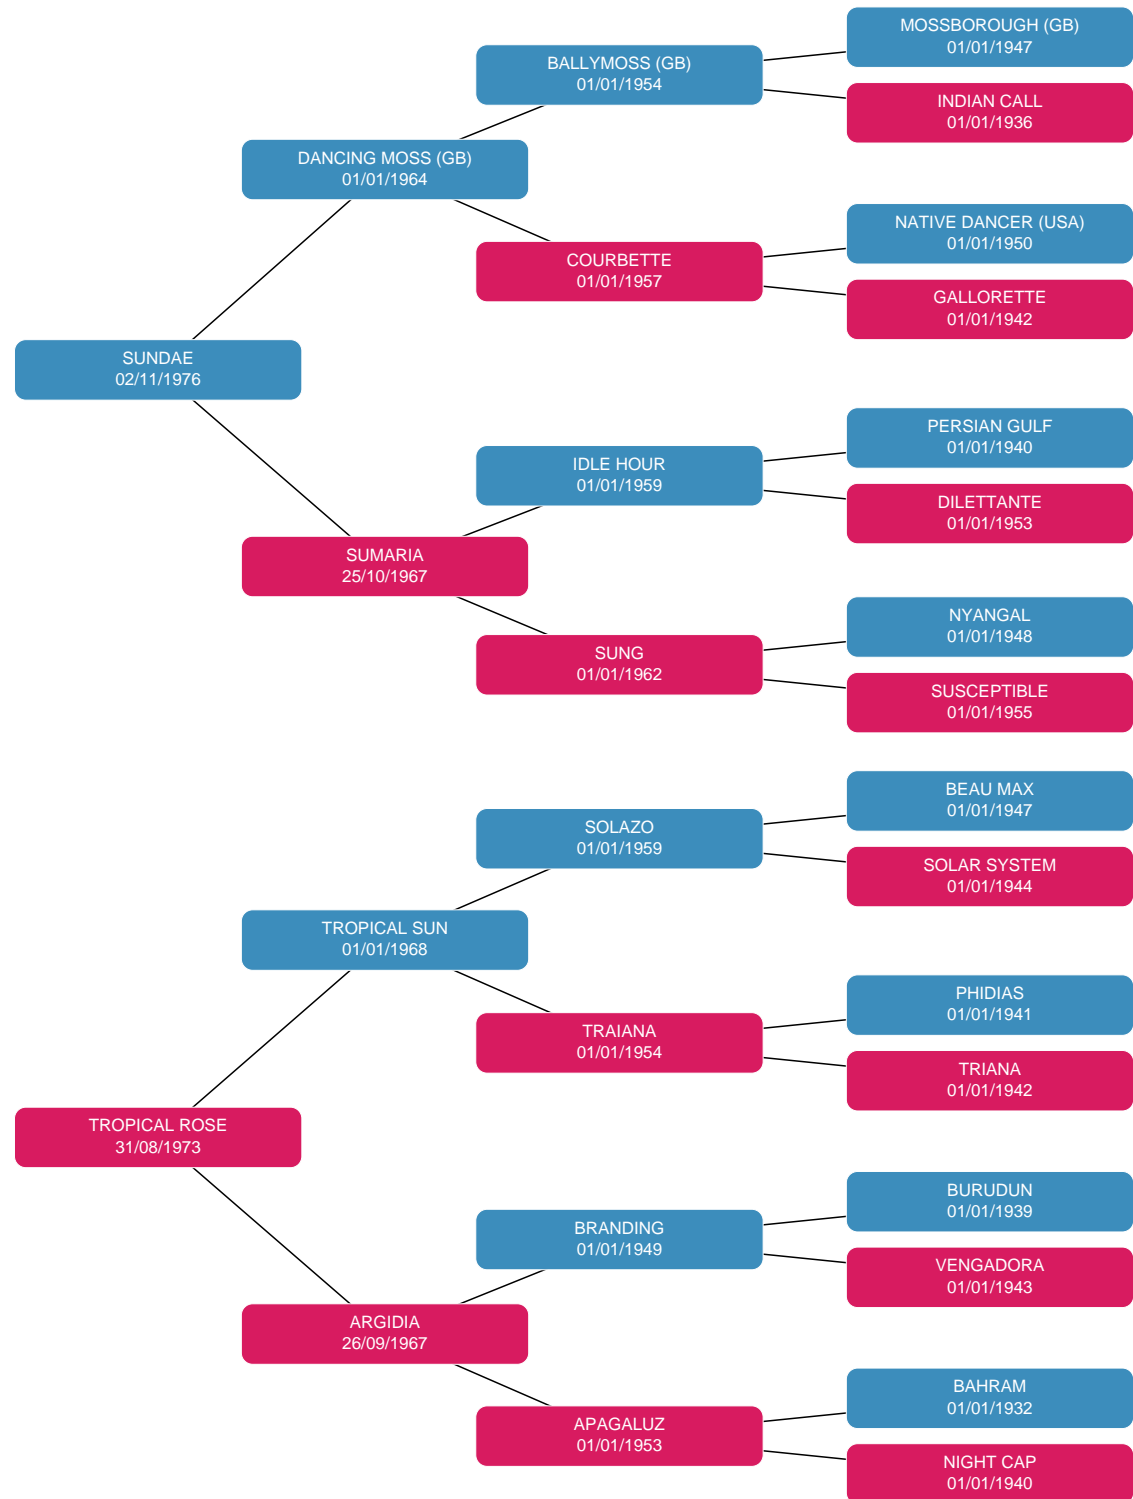 MOSSBOROUGH (GB)
01/01/1947
BALLYMOSS (GB)
01/01/1954
INDIAN CALL
01/01/1936
DANCING MOSS (GB)
01/01/1964
NATIVE DANCER (USA)
01/01/1950
COURBETTE
01/01/1957
GALLORETTE
01/01/1942
SUNDAE
02/11/1976
PERSIAN GULF
01/01/1940
IDLE HOUR
01/01/1959
DILETTANTE
01/01/1953
SUMARIA
25/10/1967
NYANGAL
01/01/1948
SUNG
01/01/1962
SUSCEPTIBLE
01/01/1955
BEAU MAX
01/01/1947
SOLAZO
01/01/1959
SOLAR SYSTEM
01/01/1944
TROPICAL SUN
01/01/1968
PHIDIAS
01/01/1941
TRAIANA
01/01/1954
TRIANA
01/01/1942
TROPICAL ROSE
31/08/1973
BURUDUN
01/01/1939
BRANDING
01/01/1949
VENGADORA
01/01/1943
ARGIDIA
26/09/1967
BAHRAM
01/01/1932
APAGALUZ
01/01/1953
NIGHT CAP
01/01/1940